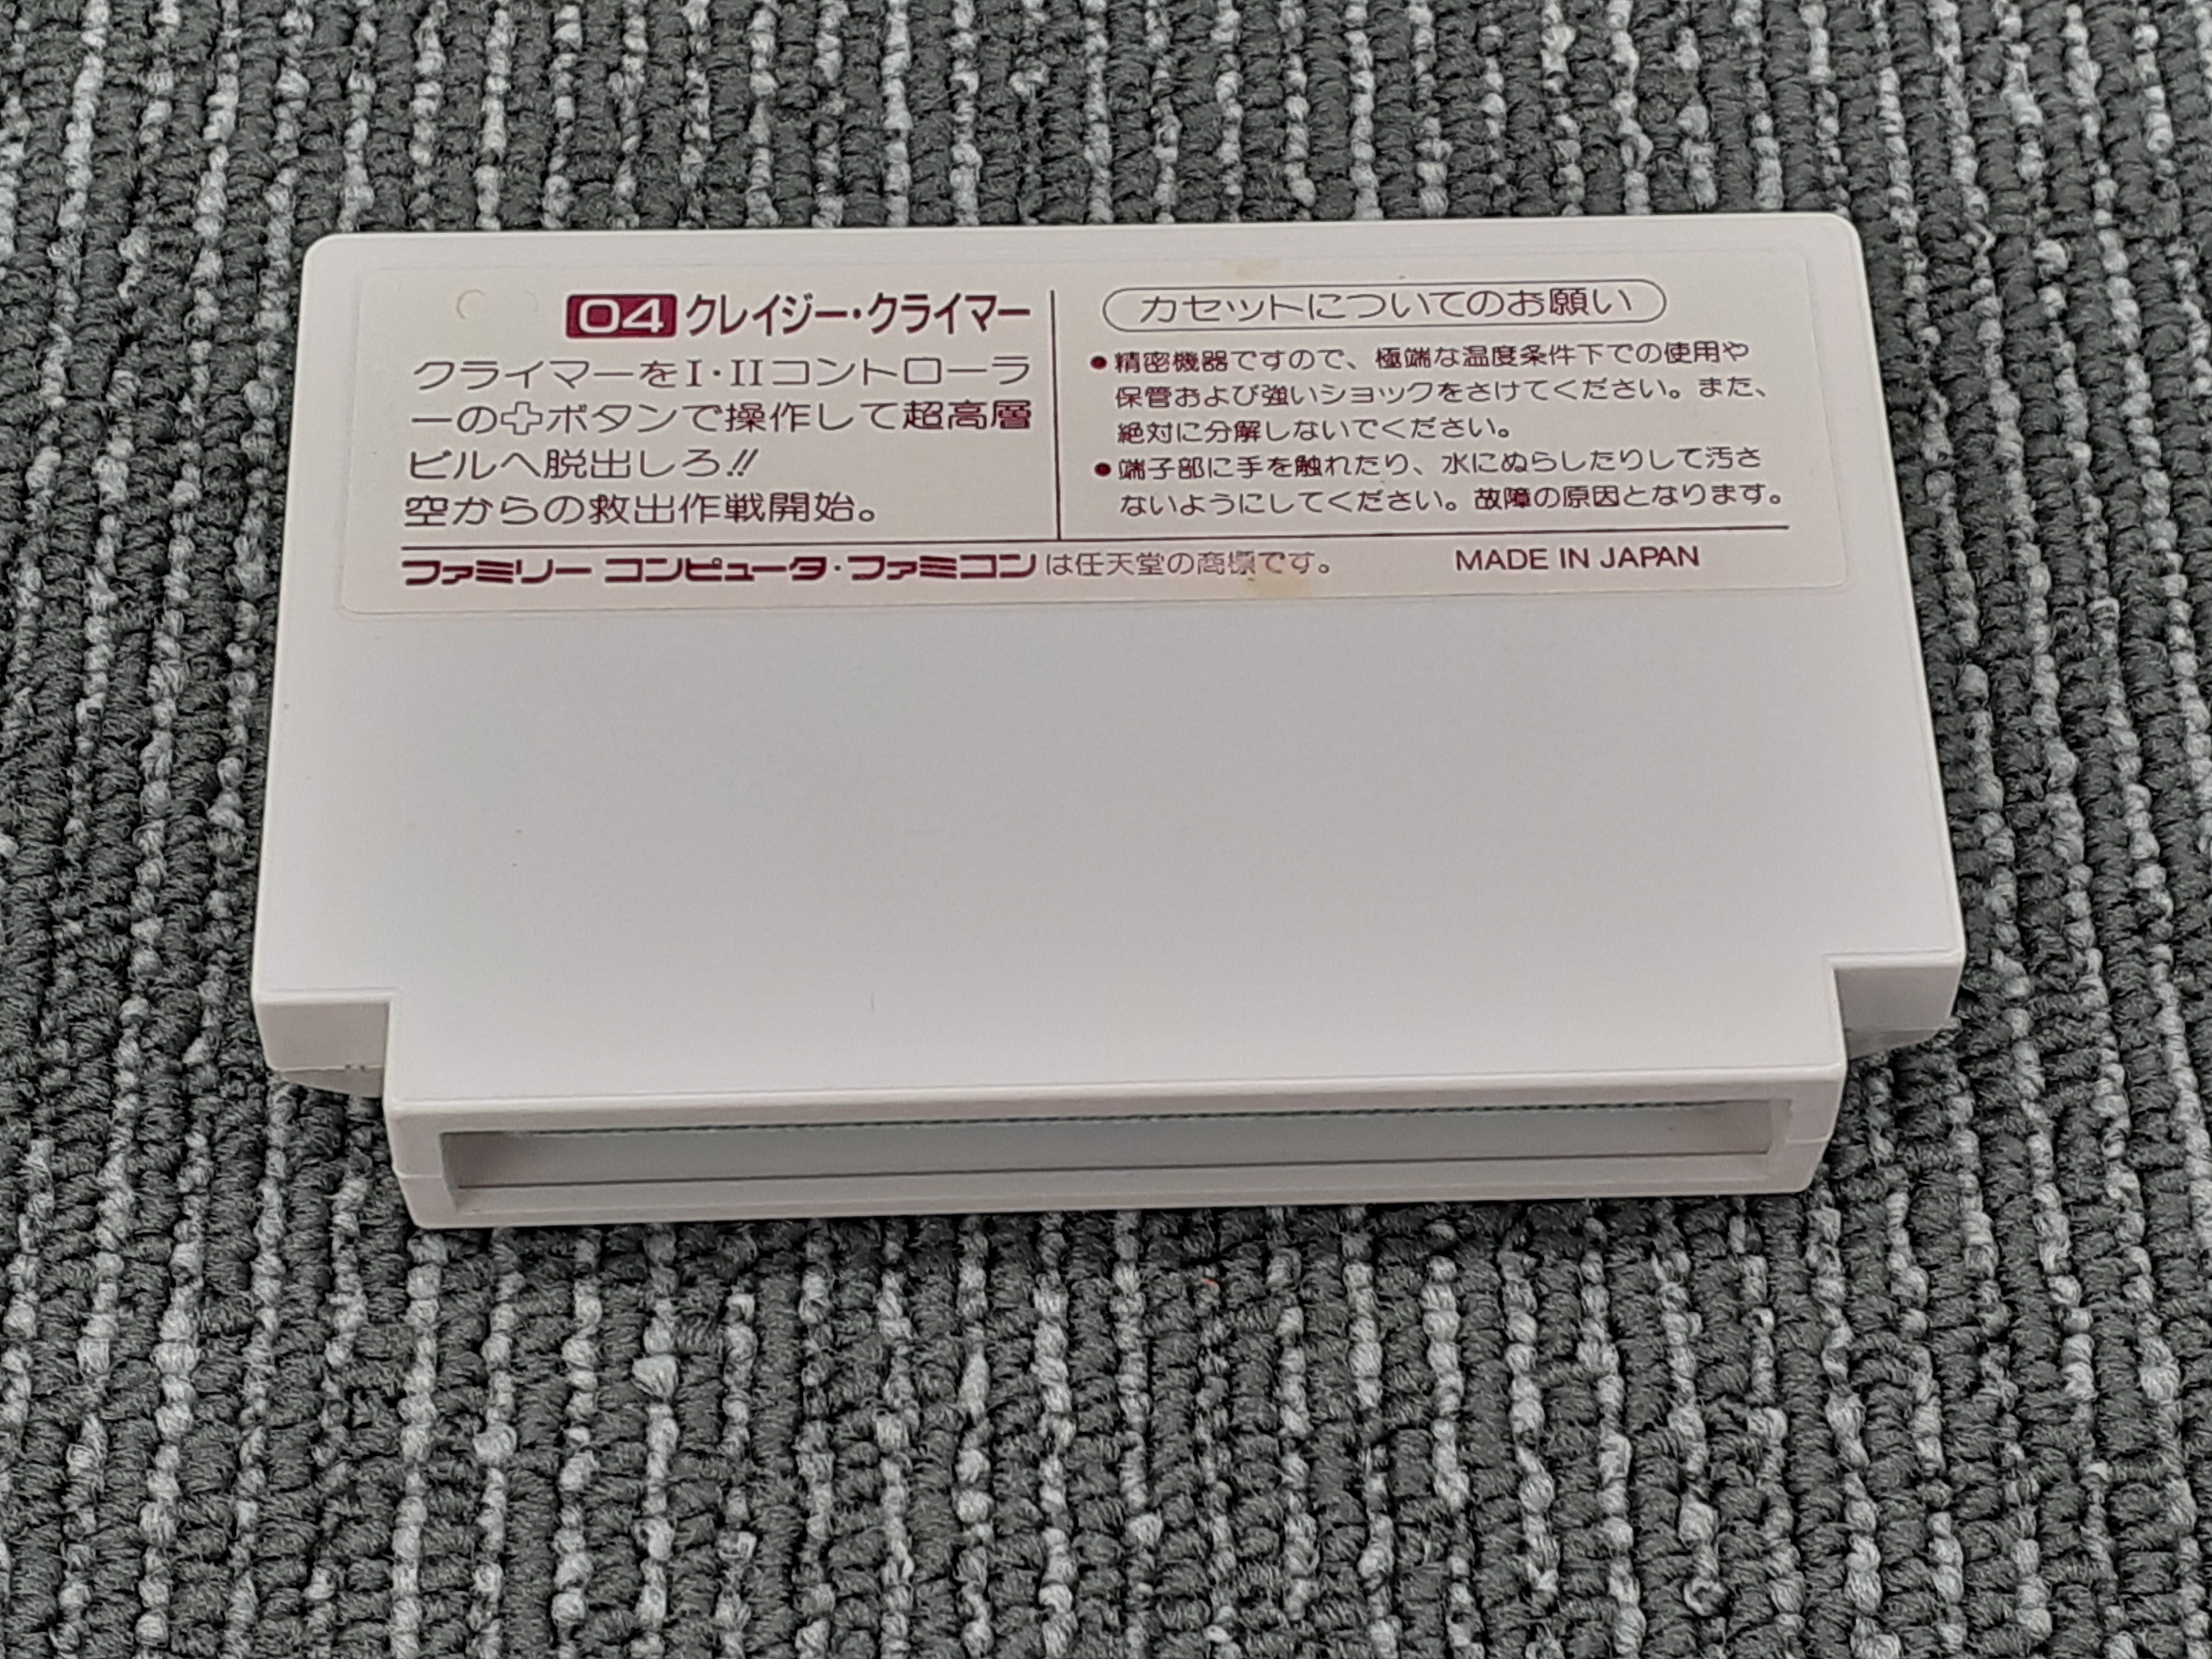 04 クレイジー・クライマー
クライマーをI・IIコントローラ
ーの✚ボタンで操作して超高層
ビルへ脱出しろ!!
空からの救出作戦開始。
カセットについてのお願い
●精密機器ですので、極端な温度条件下での使用や
保管および強いショックをさけてください。また、
絶対に分解しないでください。
●端子部に手を触れたり、水にぬらしたりして汚さ
ないようにしてください。故障の原因となります。
ファミリーコンピュータ・ファミコンは任天堂の商標です。
MADE IN JAPAN